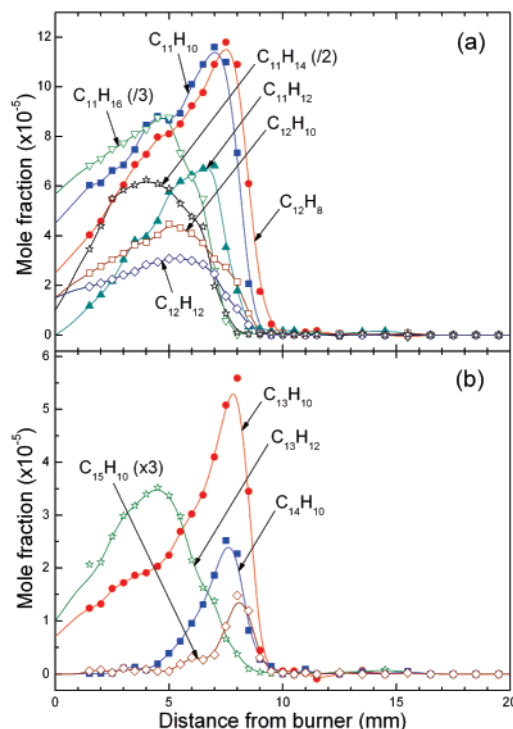 (a)
C₁₁H₁₀
C₁₁H₁₄ (/2)
C₁₁H₁₆ (/3)
C₁₁H₁₂
C₁₂H₁₀
C₁₂H₈
C₁₂H₁₂
Mole fraction (x10⁻⁵)
12
10
8
6
4
2
0
(b)
C₁₃H₁₀
C₁₃H₁₂
C₁₅H₁₀ (x3)
C₁₄H₁₀
Mole fraction (x10⁻⁵)
6
5
4
3
2
1
0
0 5 10 15 20
Distance from burner (mm)